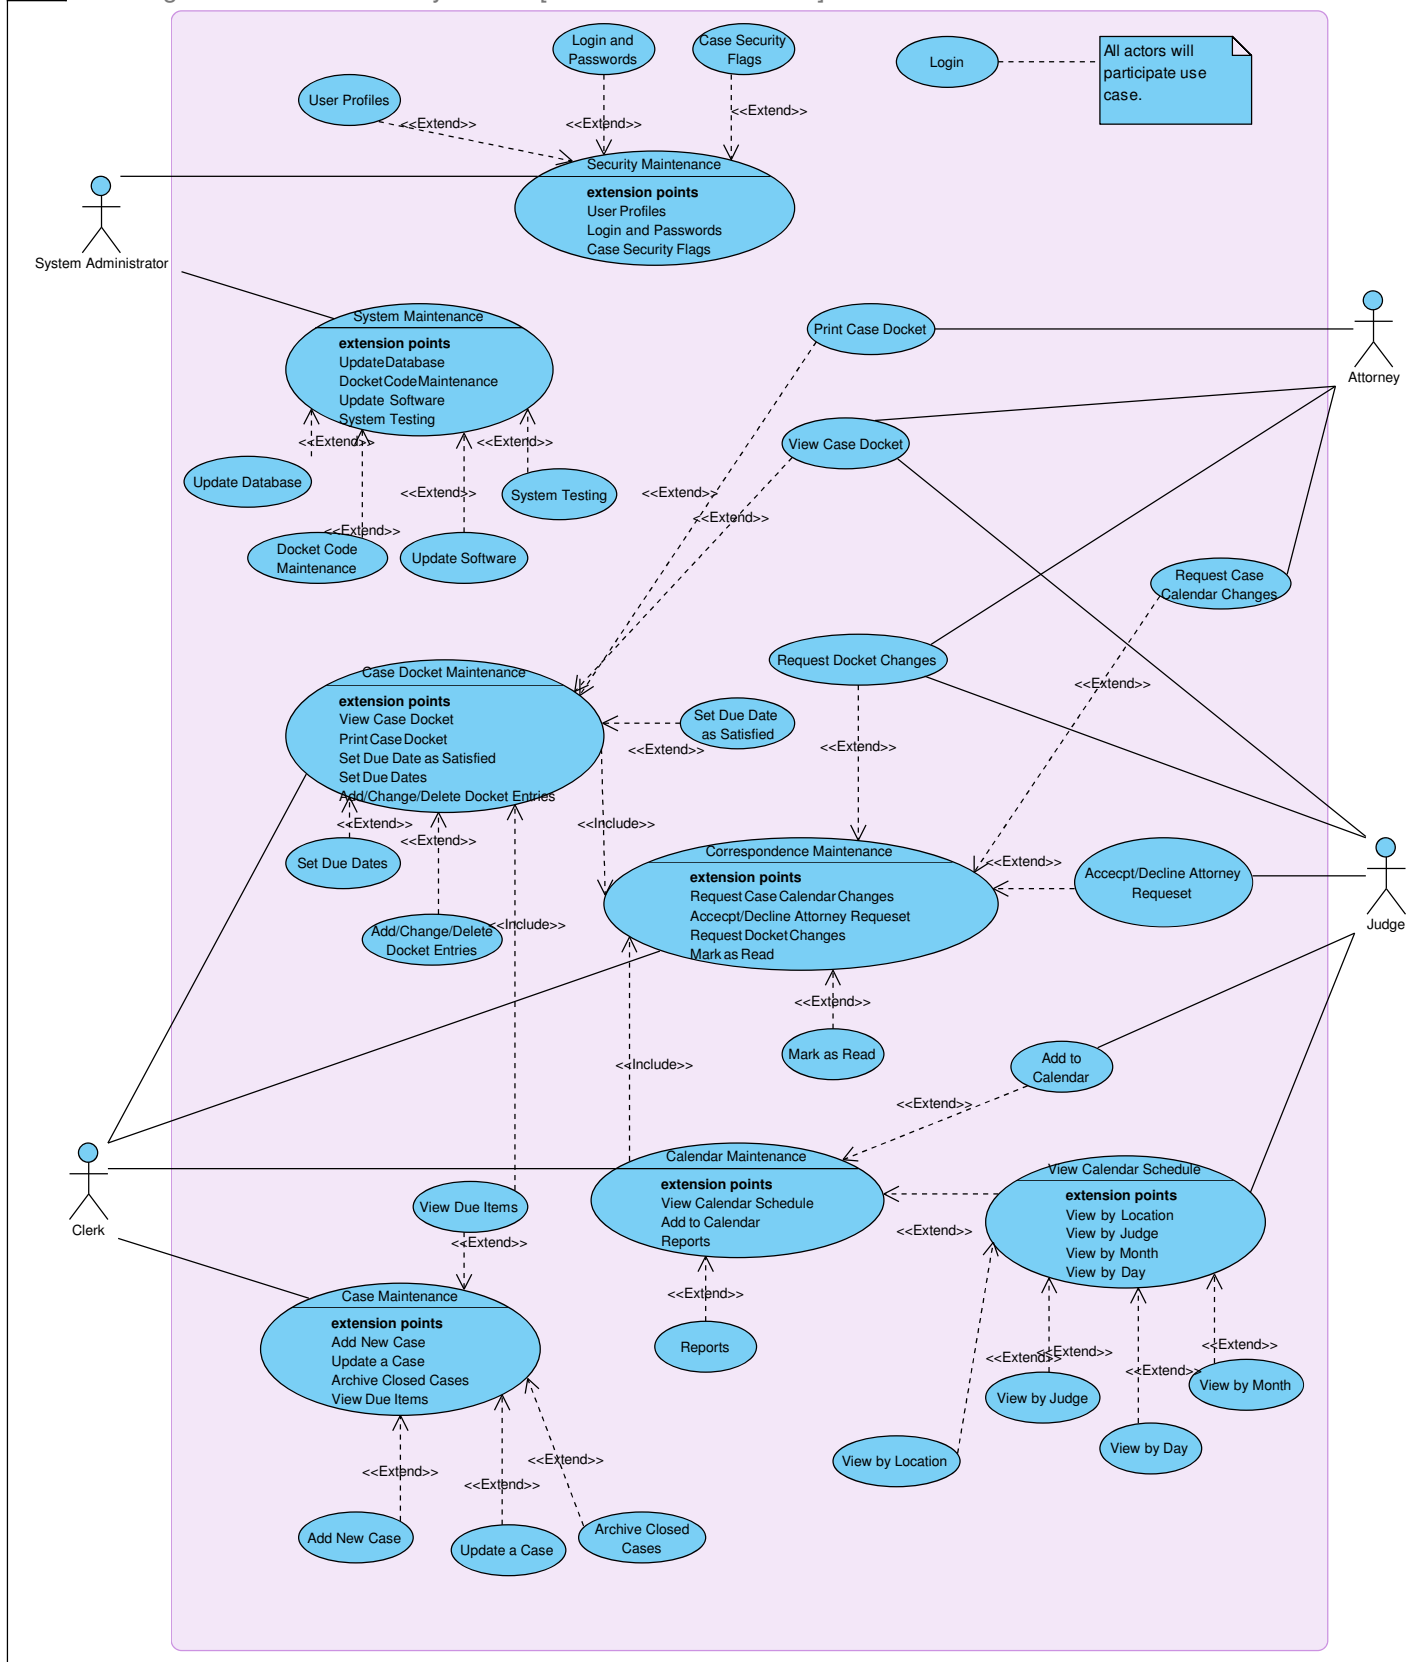 Login and
Passwords
Case Security
Flags
Login
All actors will
participate use
case.
User Profiles
<<Extend>>
<<Extend>>
<<Extend>>
Security Maintenance
extension points
User Profiles
Login and Passwords
Case Security Flags
System Administrator
System Maintenance
extension points
Update Database
Docket Code Maintenance
Update Software
System Testing
<<Extend>>
<<Extend>>
Update Database
<<Extend>>
System Testing
<<Extend>>
Docket Code
Maintenance
Update Software
Print Case Docket
Attorney
View Case Docket
<<Extend>>
<<Extend>>
Request Case
Calendar Changes
Request Docket Changes
<<Extend>>
Case Docket Maintenance
extension points
View Case Docket
Print Case Docket
Set Due Date as Satisfied
Set Due Dates
Add/Change/Delete Docket Entries
Set Due Date
as Satisfied
<<Extend>>
<<Extend>>
<<Extend>>
<<Extend>>
<<Include>>
Set Due Dates
Add/Change/Delete
Docket Entries
<<Include>>
Correspondence Maintenance
extension points
Request Case Calendar Changes
Accecpt/Decline Attorney Requeset
Request Docket Changes
Mark as Read
<<Extend>>
Accecpt/Decline Attorney
Requeset
Judge
<<Extend>>
Mark as Read
<<Include>>
Add to
Calendar
<<Extend>>
Clerk
Calendar Maintenance
extension points
View Calendar Schedule
Add to Calendar
Reports
View Calendar Schedule
extension points
View by Location
View by Judge
View by Month
View by Day
<<Extend>>
View Due Items
<<Extend>>
<<Extend>>
Reports
Case Maintenance
extension points
Add New Case
Update a Case
Archive Closed Cases
View Due Items
<<Extend>>
<<Extend>>
<<Extend>>
<<Extend>>
View by Judge
View by Month
View by Day
View by Location
<<Extend>>
<<Extend>>
<<Extend>>
Add New Case
Update a Case
Archive Closed
Cases